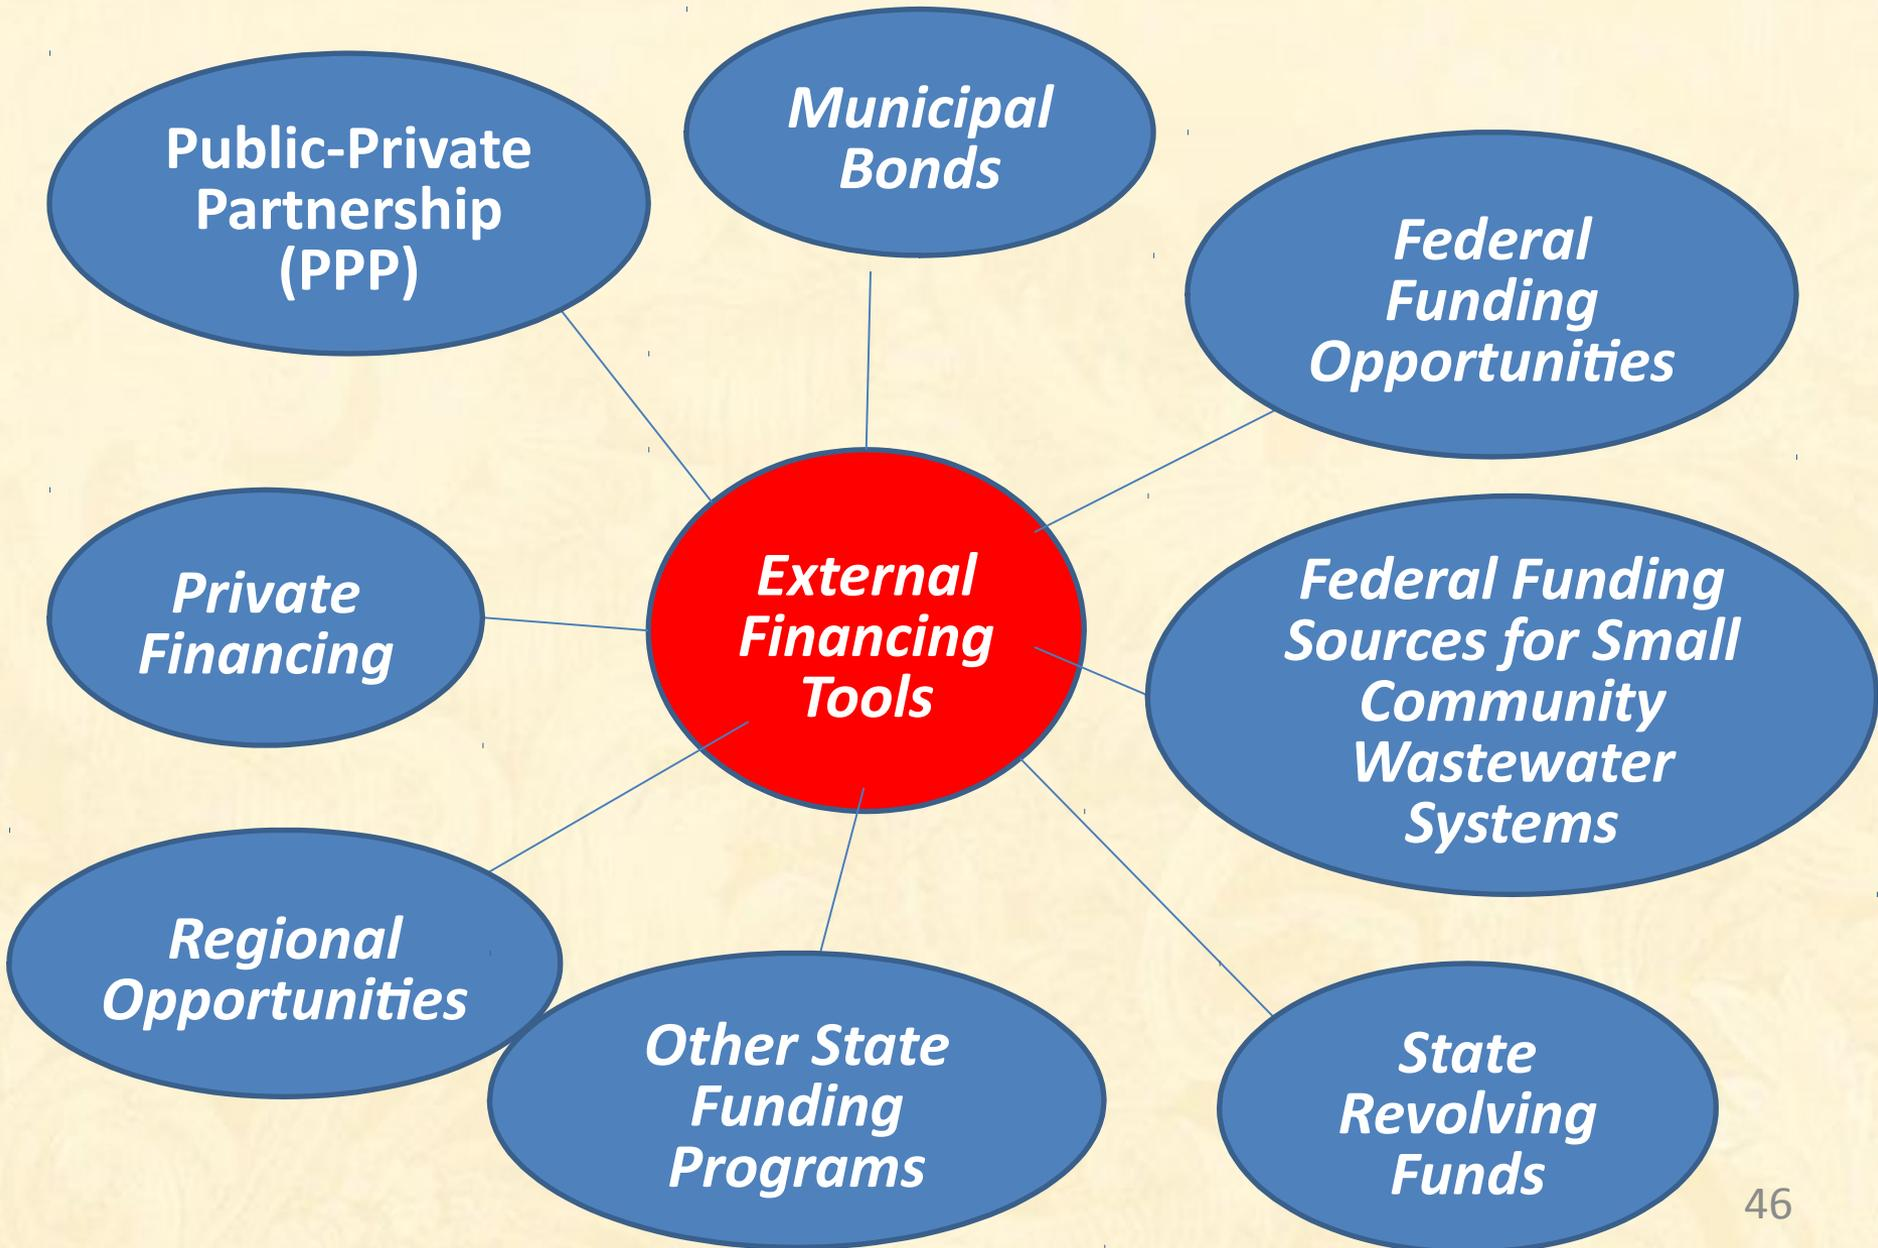 Public-Private
Partnership
(PPP)
Municipal
Bonds
Federal
Funding
Opportunities
Private
Financing
External
Financing
Tools
Federal Funding
Sources for Small
Community
Wastewater
Systems
Regional
Opportunities
Other State
Funding
Programs
State
Revolving
Funds
46